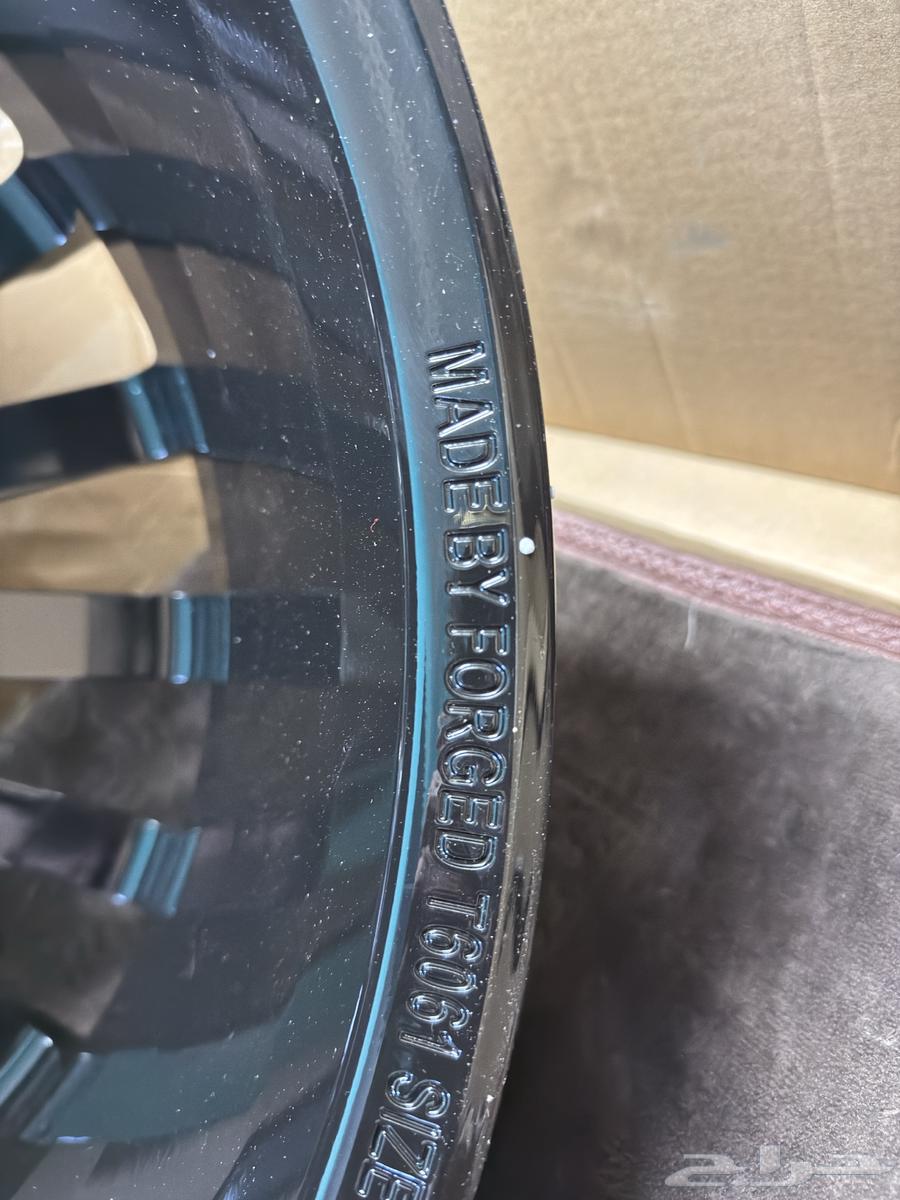 MADE BY FORGED T6061 SIZE
حراج